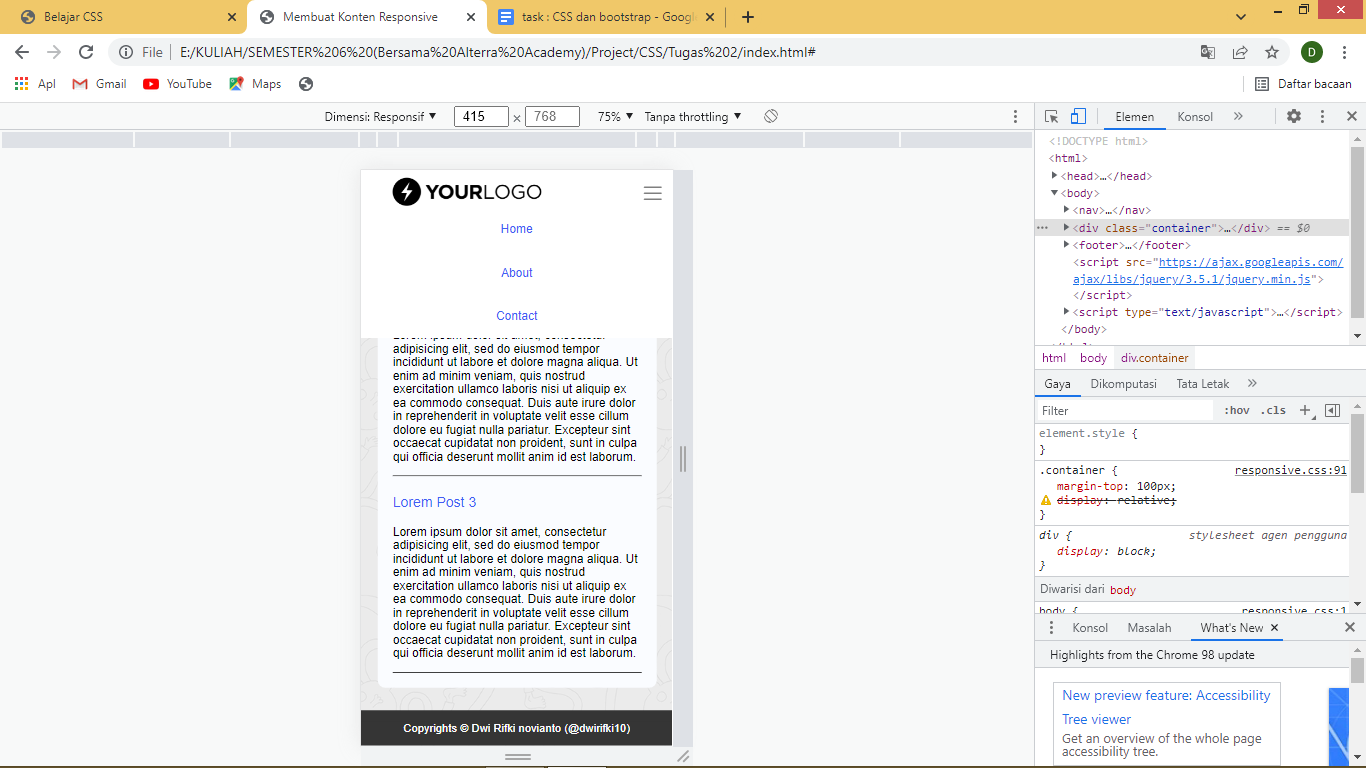 Belajar CSS
Membuat Konten Responsive
task : CSS dan bootstrap - Googl
File
E:/KULIAH/SEMESTER%206%20(Bersama%20Alterra%20Academy)/Project/CSS/Tugas%202/index.html#
D
Apl
Gmail
YouTube
Maps
Daftar bacaan
Dimensi: Responsif
415 × 768
75%
Tanpa throttling
Elemen
Konsol
YOURLOGO
Home
About
Contact
adipisicing elit, sed do eiusmod tempor
incididunt ut labore et dolore magna aliqua. Ut
enim ad minim veniam, quis nostrud
exercitation ullamco laboris nisi ut aliquip ex
ea commodo consequat. Duis aute irure dolor
in reprehenderit in voluptate velit esse cillum
dolore eu fugiat nulla pariatur. Excepteur sint
occaecat cupidatat non proident, sunt in culpa
qui officia deserunt mollit anim id est laborum.
Lorem Post 3
Lorem ipsum dolor sit amet, consectetur
adipisicing elit, sed do eiusmod tempor
incididunt ut labore et dolore magna aliqua. Ut
enim ad minim veniam, quis nostrud
exercitation ullamco laboris nisi ut aliquip ex
ea commodo consequat. Duis aute irure dolor
in reprehenderit in voluptate velit esse cillum
dolore eu fugiat nulla pariatur. Excepteur sint
occaecat cupidatat non proident, sunt in culpa
qui officia deserunt mollit anim id est laborum.
Copyrights © Dwi Rifki novianto (@dwirifki10)
<!DOCTYPE html>
<html>
<head>…</head>
<body>
<nav>…</nav>
<div class="container">…</div> == $0
<footer>…</footer>
<script src="https://ajax.googleapis.com/
ajax/libs/jquery/3.5.1/jquery.min.js">
</script>
<script type="text/javascript">…</script>
</body>
html body div.container
Gaya
Dikomputasi
Tata Letak
Filter
:hov .cls
element.style {
}
.container { responsive.css:91
margin-top: 100px;
display: relative;
}
div { stylesheet agen pengguna
display: block;
}
Diwarisi dari body
body { responsive.css:1
Konsol
Masalah
What's New
Highlights from the Chrome 98 update
New preview feature: Accessibility
Tree viewer
Get an overview of the whole page
accessibility tree.